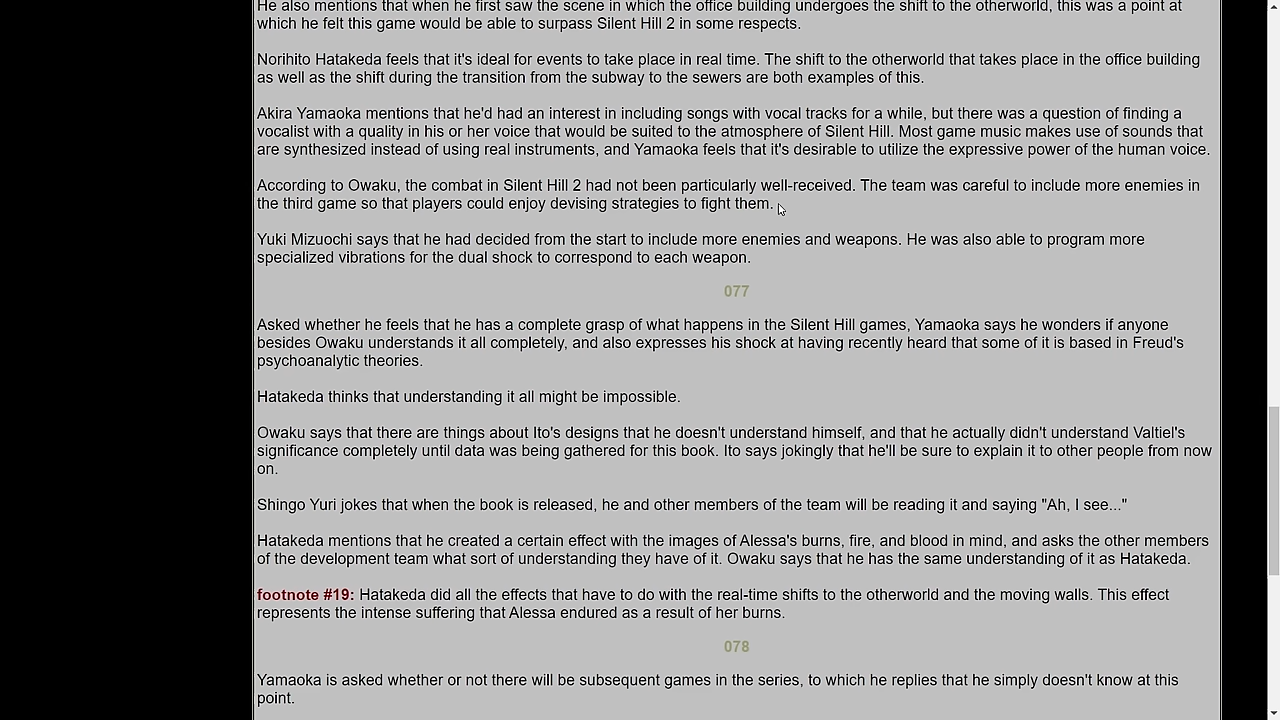 He also mentions that when he first saw the scene in which the office building undergoes the shift to the otherworld, this was a point at
which he felt this game would be able to surpass Silent Hill 2 in some respects.
Norihito Hatakeda feels that it's ideal for events to take place in real time. The shift to the otherworld that takes place in the office building
as well as the shift during the transition from the subway to the sewers are both examples of this.
Akira Yamaoka mentions that he'd had an interest in including songs with vocal tracks for a while, but there was a question of finding a
vocalist with a quality in his or her voice that would be suited to the atmosphere of Silent Hill. Most game music makes use of sounds that
are synthesized instead of using real instruments, and Yamaoka feels that it's desirable to utilize the expressive power of the human voice.
According to Owaku, the combat in Silent Hill 2 had not been particularly well-received. The team was careful to include more enemies in
the third game so that players could enjoy devising strategies to fight them.
Yuki Mizuochi says that he had decided from the start to include more enemies and weapons. He was also able to program more
specialized vibrations for the dual shock to correspond to each weapon.
077
Asked whether he feels that he has a complete grasp of what happens in the Silent Hill games, Yamaoka says he wonders if anyone
besides Owaku understands it all completely, and also expresses his shock at having recently heard that some of it is based in Freud's
psychoanalytic theories.
Hatakeda thinks that understanding it all might be impossible.
Owaku says that there are things about Ito's designs that he doesn't understand himself, and that he actually didn't understand Valtiel's
significance completely until data was being gathered for this book. Ito says jokingly that he'll be sure to explain it to other people from now
on.
Shingo Yuri jokes that when the book is released, he and other members of the team will be reading it and saying "Ah, I see..."
Hatakeda mentions that he created a certain effect with the images of Alessa's burns, fire, and blood in mind, and asks the other members
of the development team what sort of understanding they have of it. Owaku says that he has the same understanding of it as Hatakeda.
footnote #19: Hatakeda did all the effects that have to do with the real-time shifts to the otherworld and the moving walls. This effect
represents the intense suffering that Alessa endured as a result of her burns.
078
Yamaoka is asked whether or not there will be subsequent games in the series, to which he replies that he simply doesn't know at this
point.